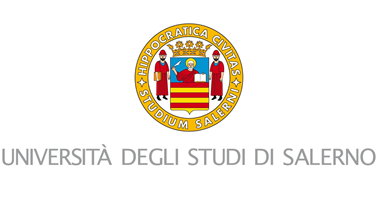 HIPPOCRATICA CIVITAS
STUDIUM SALERNI
UNIVERSITÀ DEGLI STUDI DI SALERNO